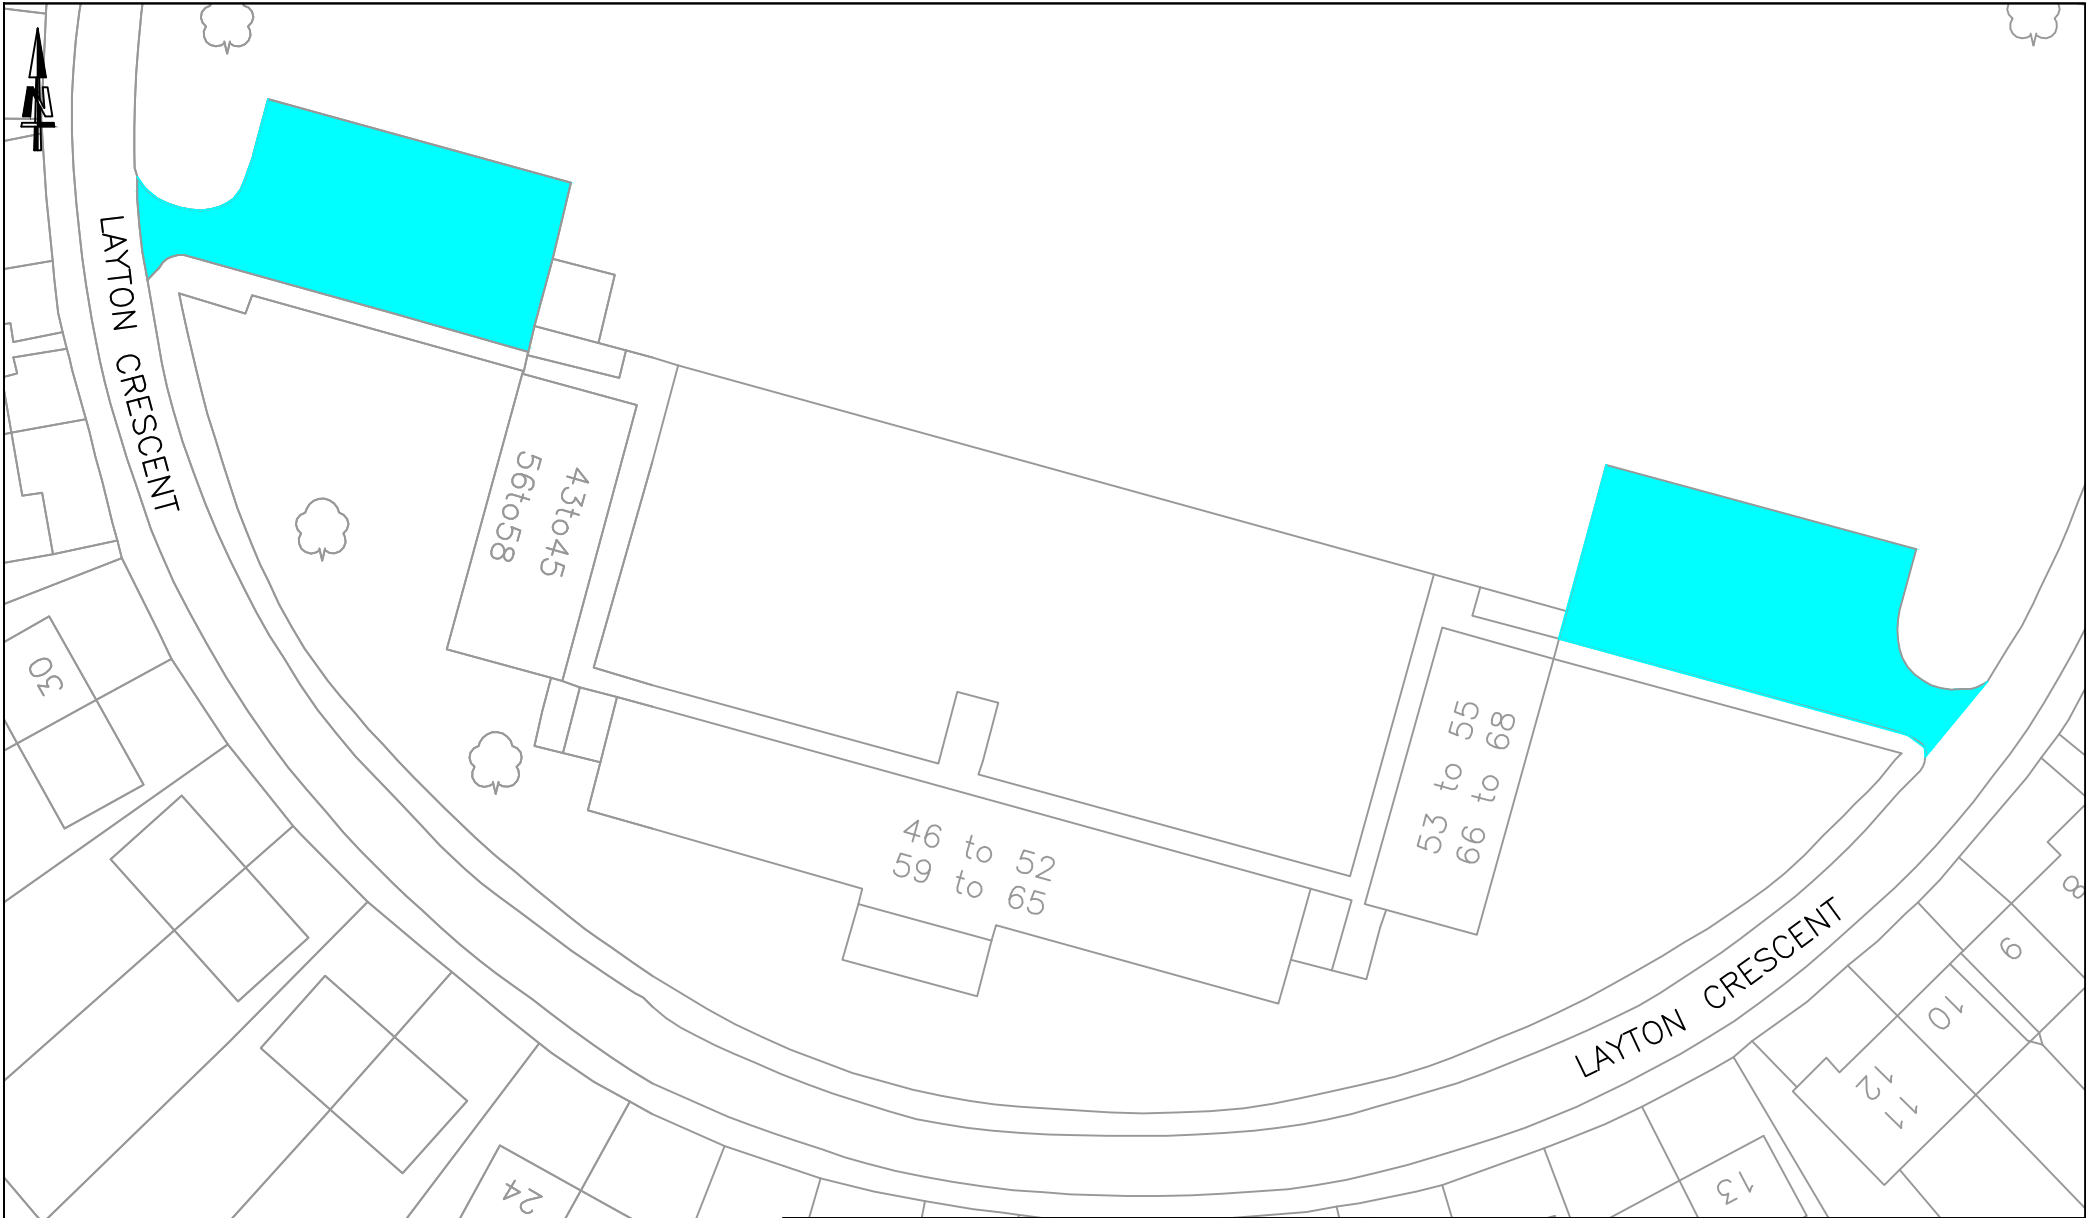 N
LAYTON CRESCENT
43to45
56to58
30
53 to 55
66 to 68
46 to 52
59 to 65
8
9
LAYTON CRESCENT
10
12
11
13
24